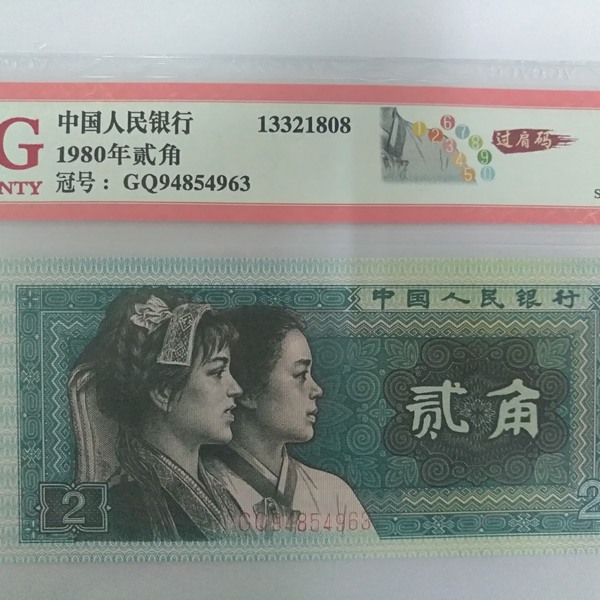 G
NTY
中国人民银行
13321808
1980年贰角
冠号：GQ94854963
1 2 6 3 4 5 7 8 9 0
过肩码
S
中国人民银行
贰角
2
GQ94854963
2